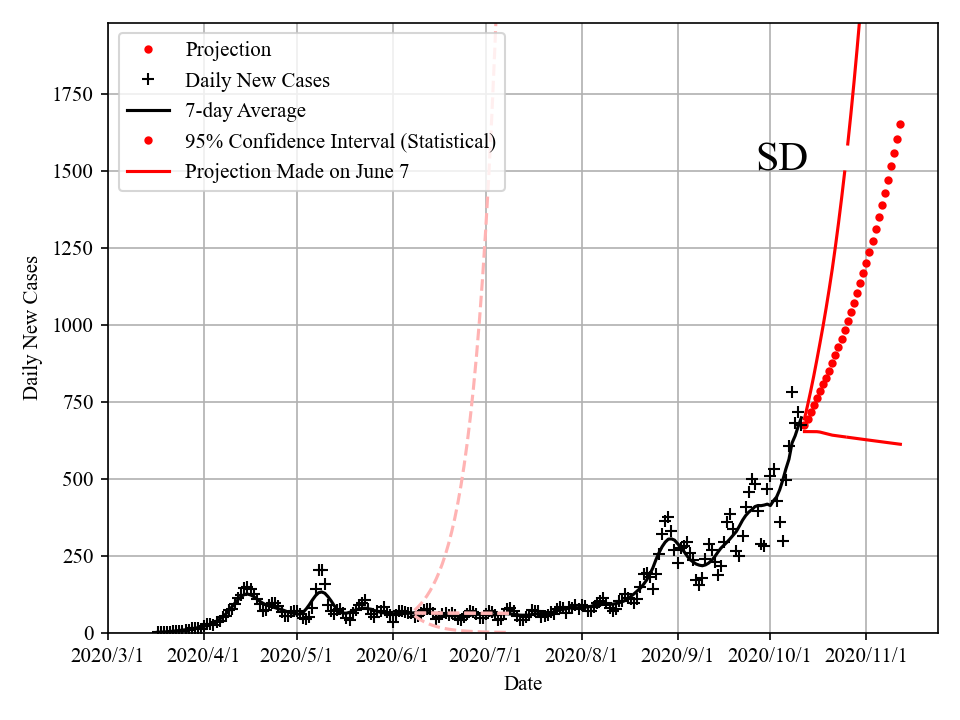 Projection
Daily New Cases
7-day Average
95% Confidence Interval (Statistical)
Projection Made on June 7
SD
1750
1500
1250
1000
750
500
250
0
Daily New Cases
2020/3/1 2020/4/1 2020/5/1 2020/6/1 2020/7/1 2020/8/1 2020/9/1 2020/10/1 2020/11/1
Date